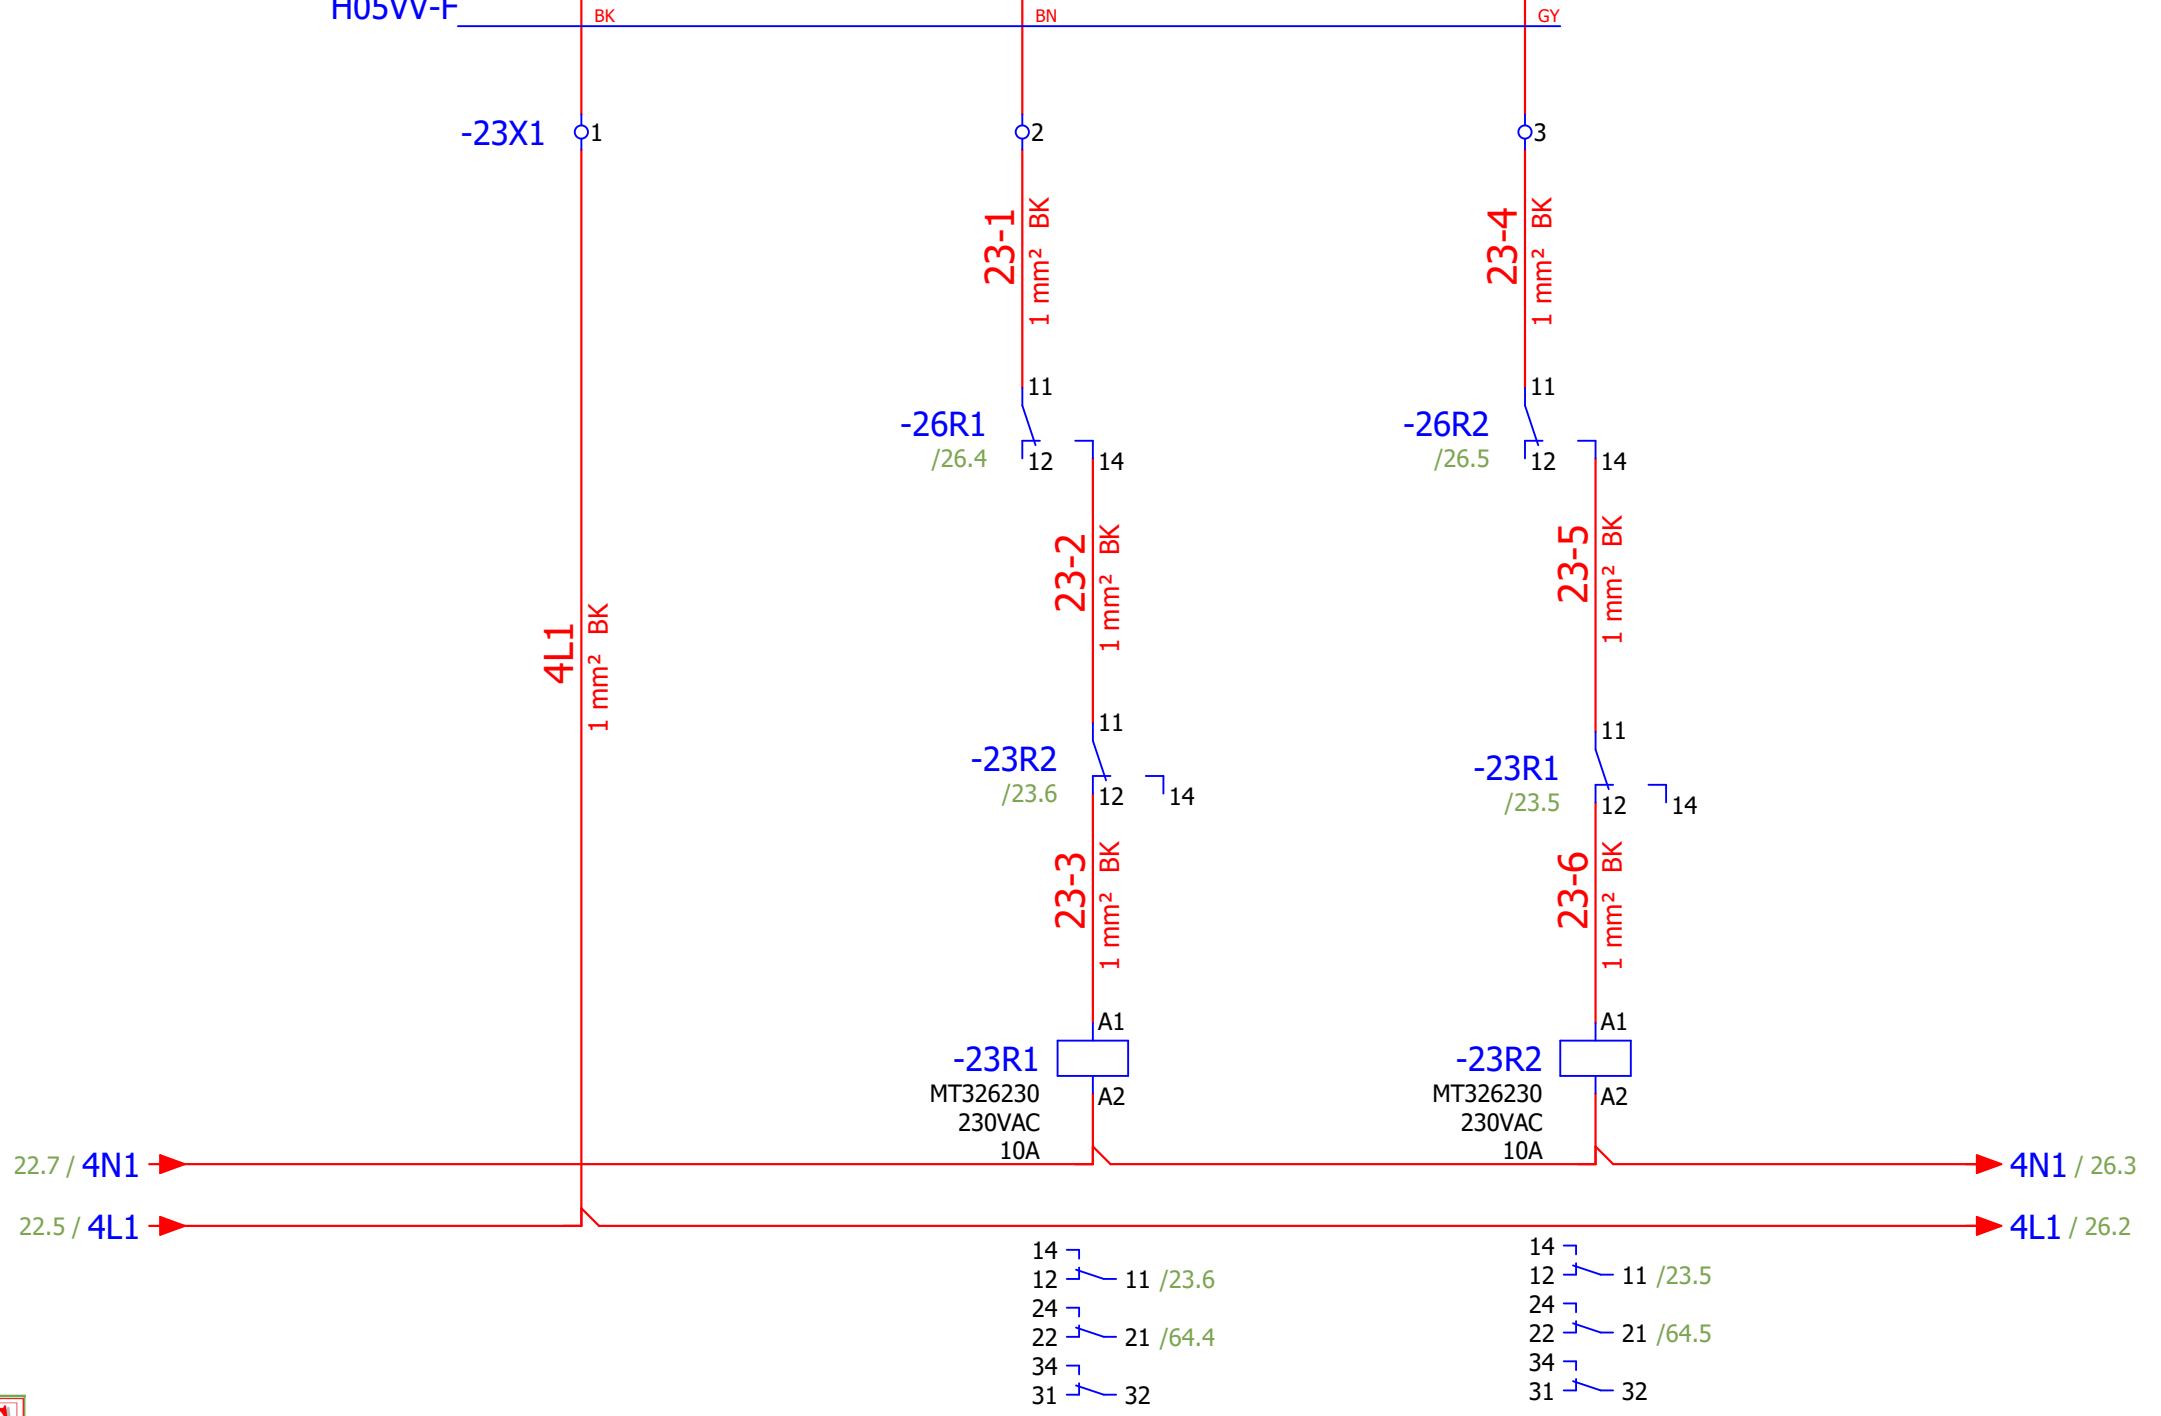 H05VV-F
BK
BN
GY
-23X1
1
2
3
23-1
1 mm² BK
23-4
1 mm² BK
11
-26R1
/26.4
12
14
11
-26R2
/26.5
12
14
23-2
1 mm² BK
23-5
1 mm² BK
4L1
1 mm² BK
11
-23R2
/23.6
12
14
11
-23R1
/23.5
12
14
23-3
1 mm² BK
23-6
1 mm² BK
A1
-23R1
MT326230
230VAC
10A
A2
A1
-23R2
MT326230
230VAC
10A
A2
22.7 / 4N1
4N1 / 26.3
22.5 / 4L1
4L1 / 26.2
14
12 11 /23.6
24
22 21 /64.4
34
31 32
14
12 11 /23.5
24
22 21 /64.5
34
31 32